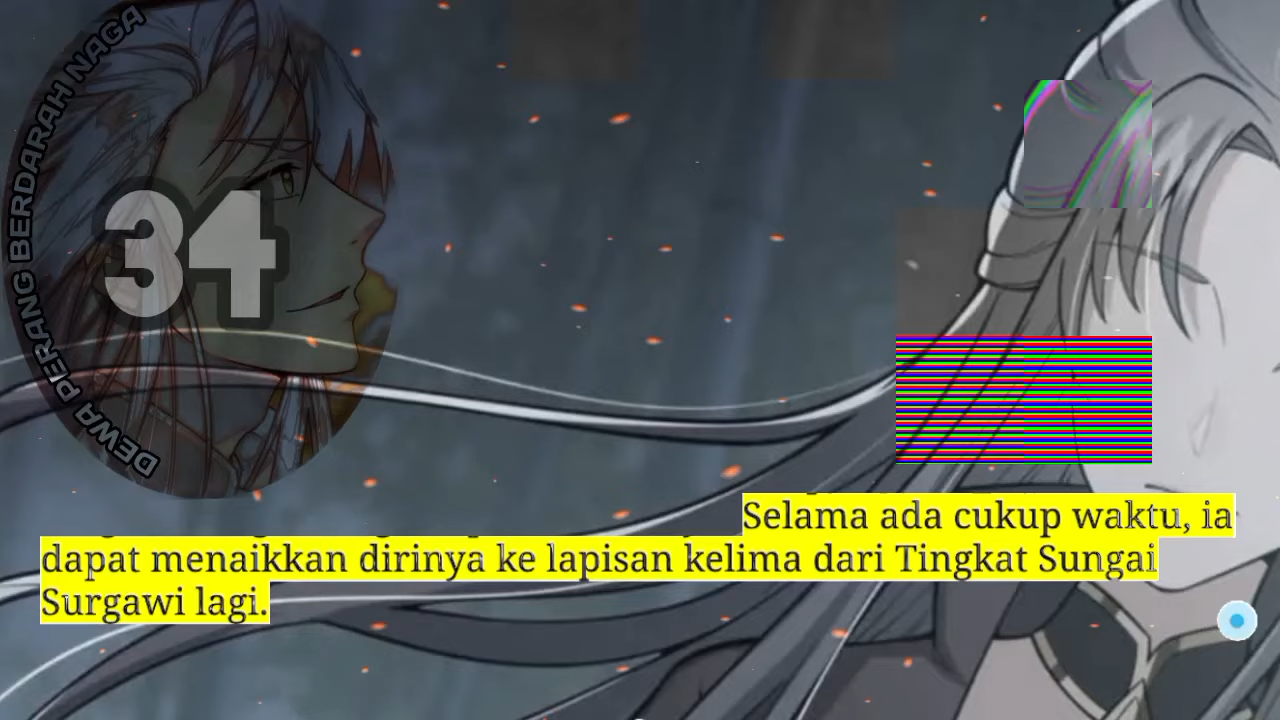 DEWA PERANG BERDARAH NAGA
34
Selama ada cukup waktu, ia
dapat menaikkan dirinya ke lapisan kelima dari Tingkat Sungai
Surgawi lagi.